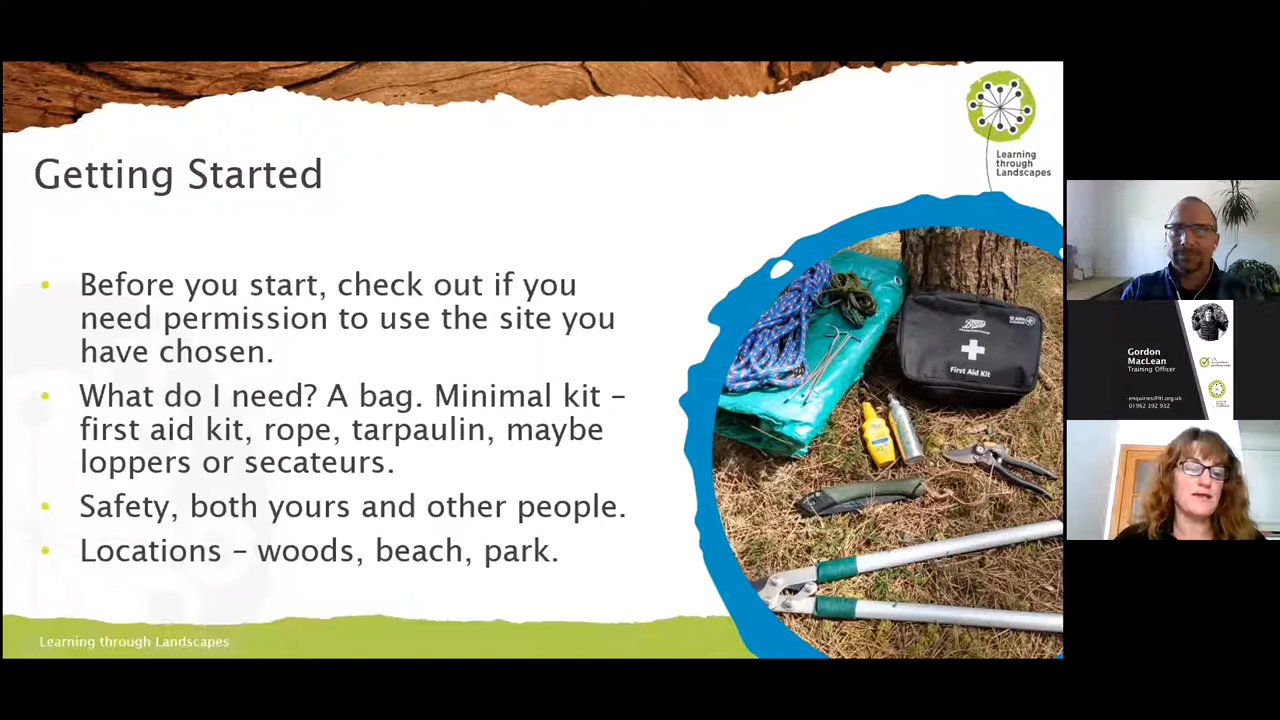 Learning
through
Landscapes
Getting Started
Before you start, check out if you
need permission to use the site you
have chosen.
What do I need? A bag. Minimal kit –
first aid kit, rope, tarpaulin, maybe
loppers or secateurs.
Safety, both yours and other people.
Locations – woods, beach, park.
Learning through Landscapes
Boots
First Aid Kit
Gordon
MacLean
Training Officer
enquiries@ltl.org.uk
01962 392 932